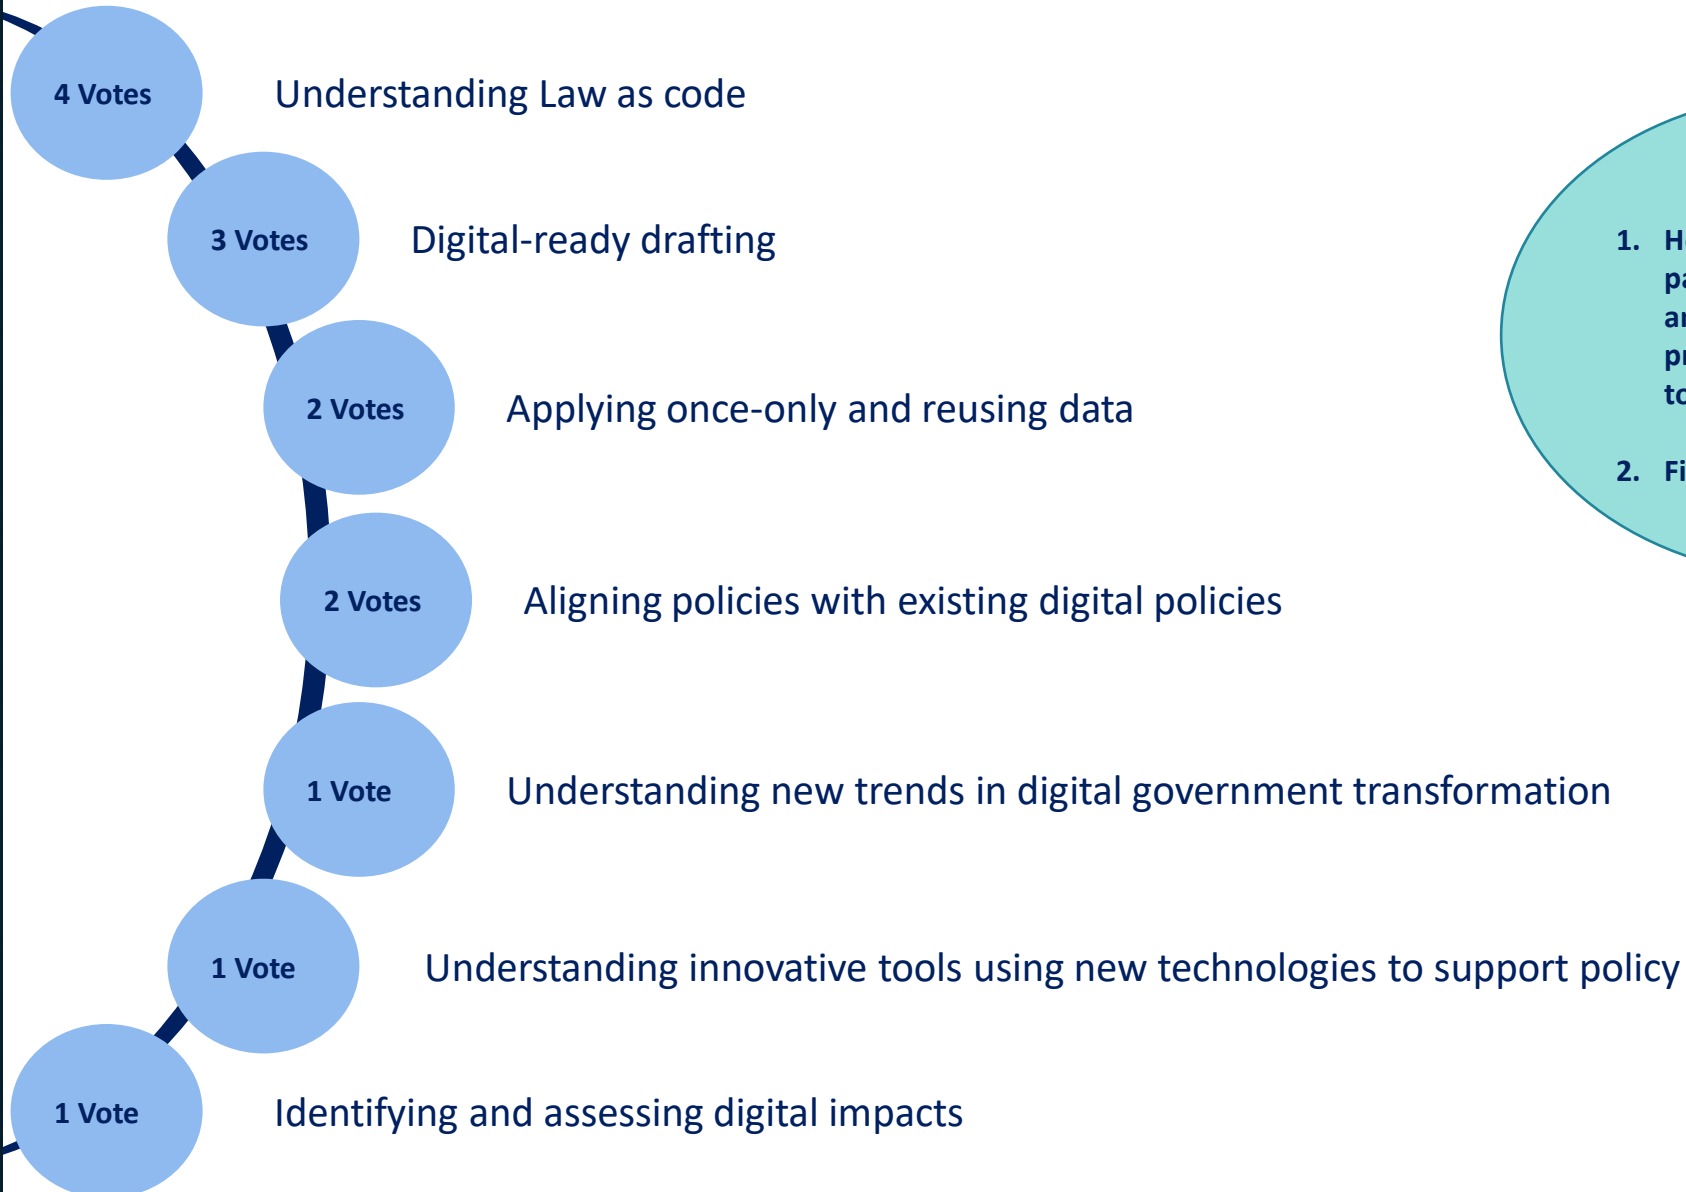 4 Votes
Understanding Law as code
3 Votes
Digital-ready drafting
2 Votes
Applying once-only and reusing data
2 Votes
Aligning policies with existing digital policies
1 Vote
Understanding new trends in digital government transformation
1 Vote
Understanding innovative tools using new technologies to support policy
1 Vote
Identifying and assessing digital impacts
1.
2.